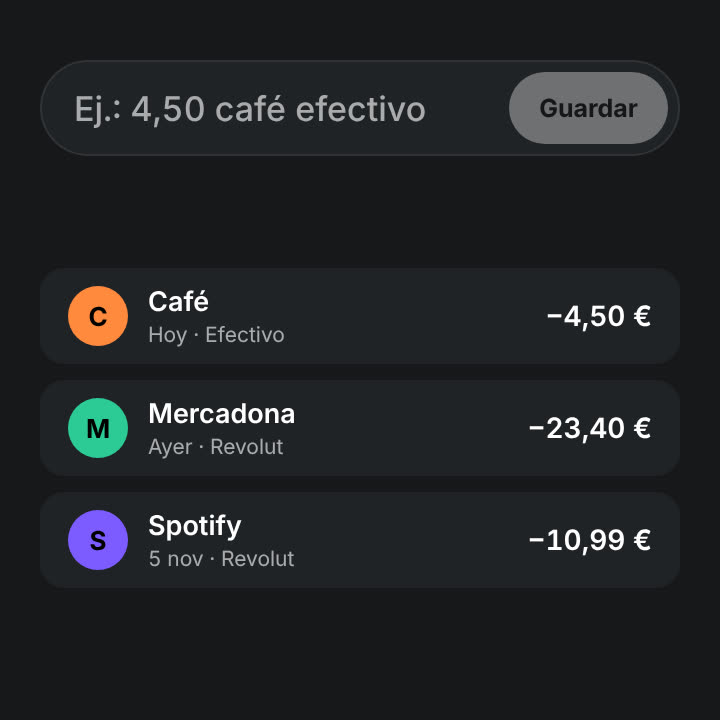 Ej.: 4,50 café efectivo
Guardar
C
Café
Hoy · Efectivo
−4,50 €
M
Mercadona
Ayer · Revolut
−23,40 €
S
Spotify
5 nov · Revolut
−10,99 €